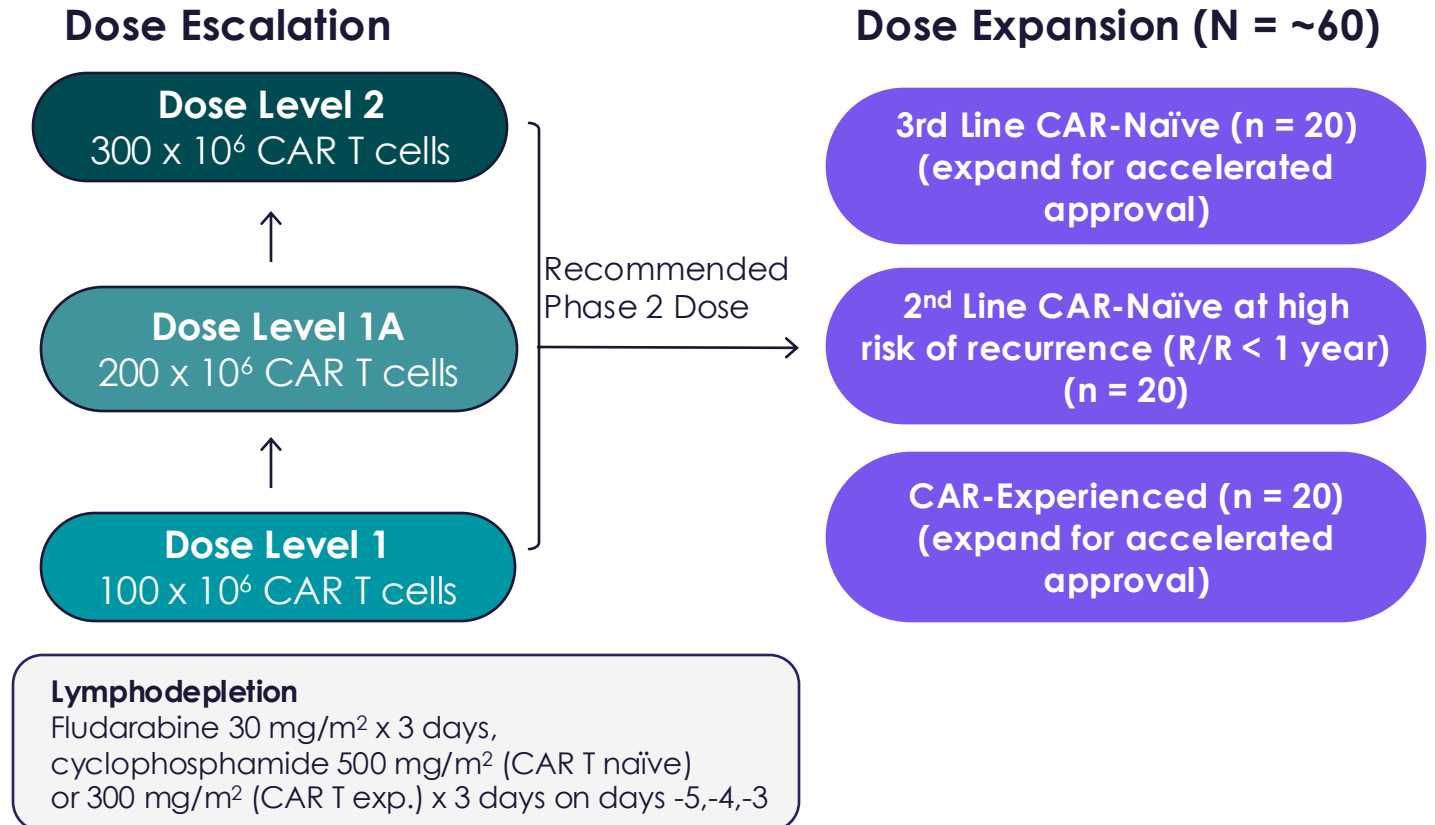 Dose Escalation
Dose Level 2
300 x 10⁶ CAR T cells
Dose Level 1A
200 x 10⁶ CAR T cells
Dose Level 1
100 x 10⁶ CAR T cells
Recommended
Phase 2 Dose
Dose Expansion (N = ~60)
3rd Line CAR-Naïve (n = 20)
(expand for accelerated
approval)
2ⁿᵈ Line CAR-Naïve at high
risk of recurrence (R/R < 1 year)
(n = 20)
CAR-Experienced (n = 20)
(expand for accelerated
approval)
Lymphodepletion
Fludarabine 30 mg/m² x 3 days,
cyclophosphamide 500 mg/m² (CAR T naïve)
or 300 mg/m² (CAR T exp.) x 3 days on days -5,-4,-3